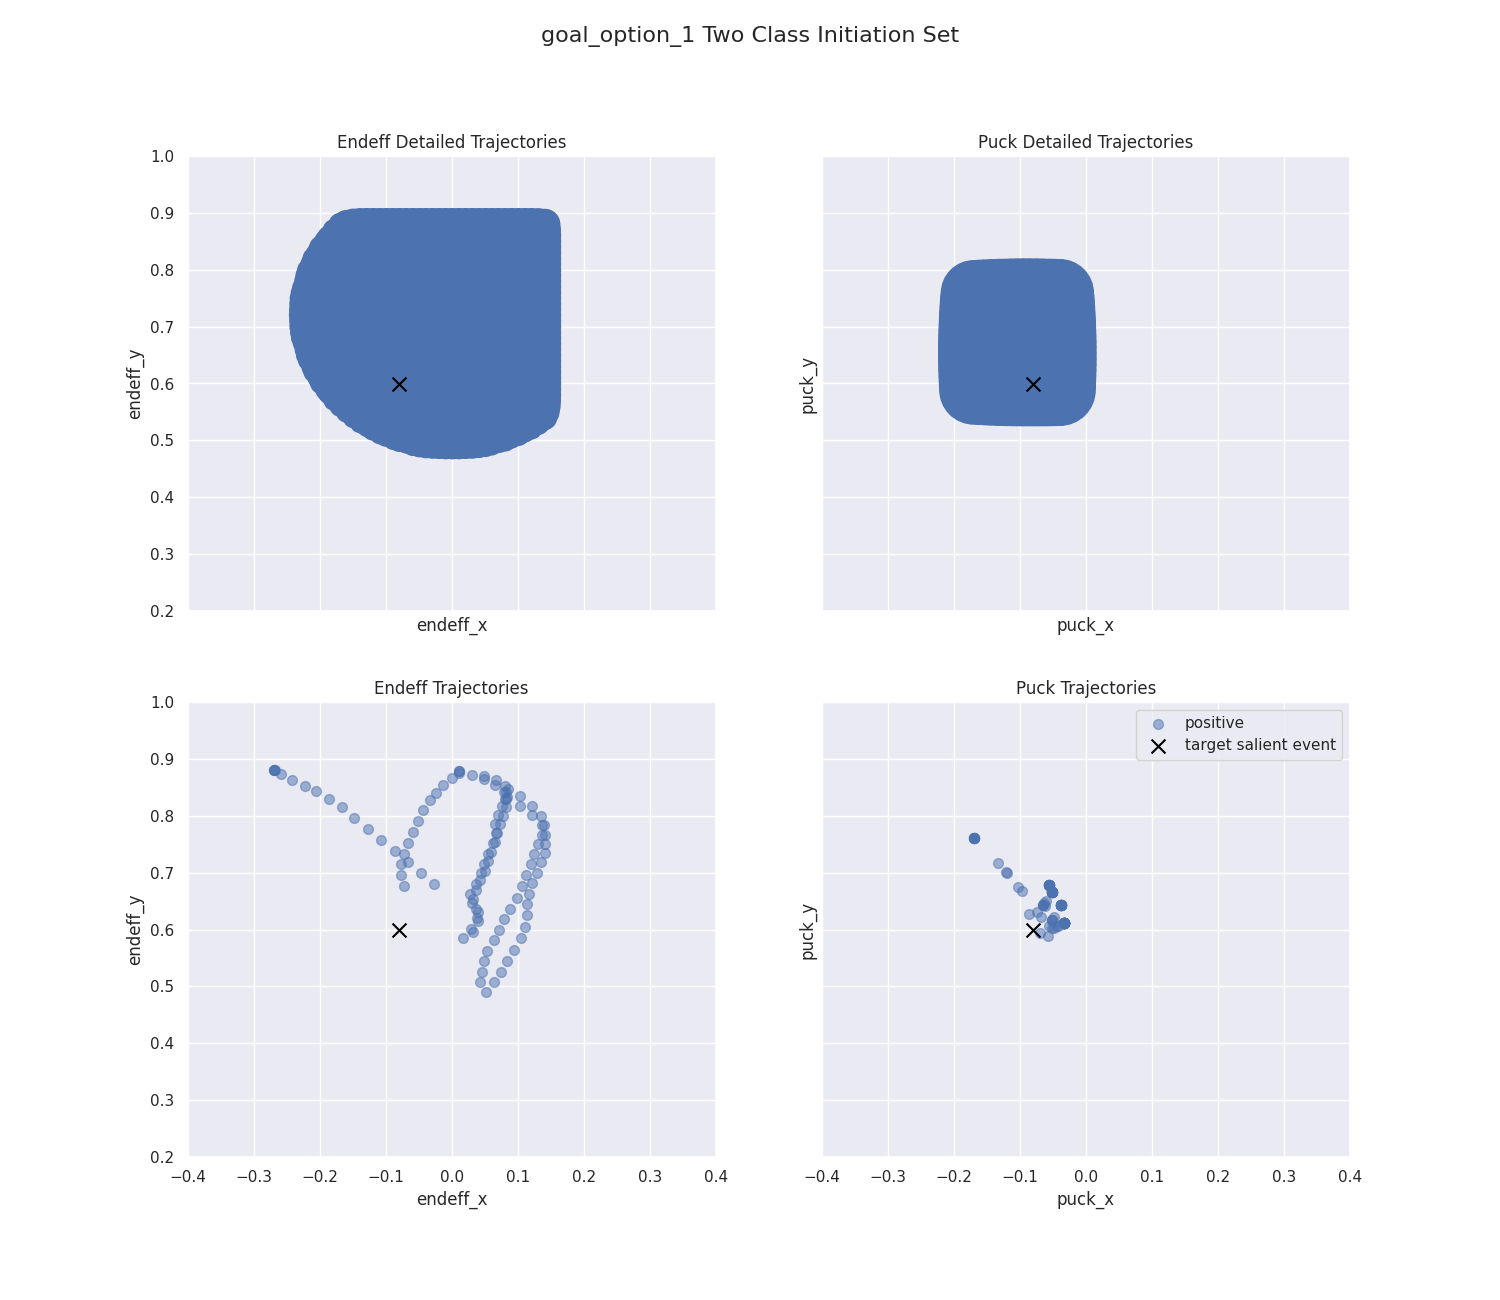 goal_option_1 Two Class Initiation Set
Endeff Detailed Trajectories
1.0
0.9
0.8
0.7
0.6
0.5
0.4
0.3
0.2
endeff_y
endeff_x
Puck Detailed Trajectories
puck_y
puck_x
Endeff Trajectories
1.0
0.9
0.8
0.7
0.6
0.5
0.4
0.3
0.2
endeff_y
−0.4 −0.3 −0.2 −0.1 0.0 0.1 0.2 0.3 0.4
endeff_x
Puck Trajectories
positive
target salient event
puck_y
−0.4 −0.3 −0.2 −0.1 0.0 0.1 0.2 0.3 0.4
puck_x